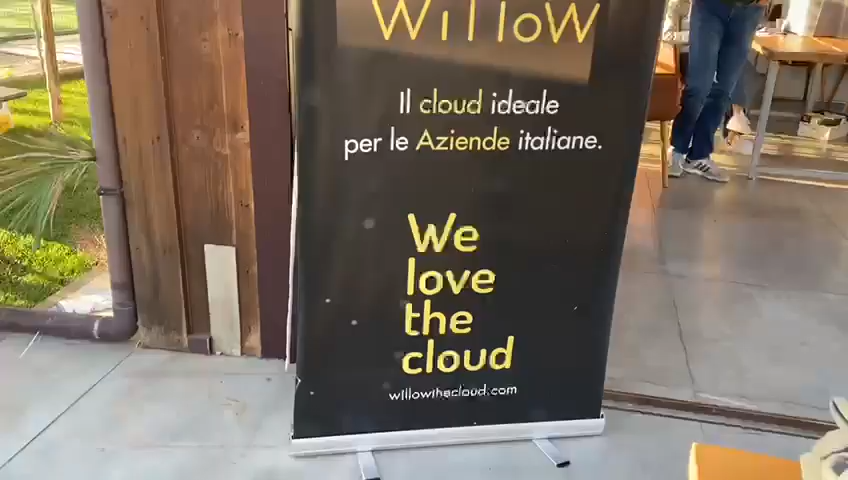 Willow
Il cloud ideale
per le Aziende italiane.
We
love
the
cloud
willowthecloud.com